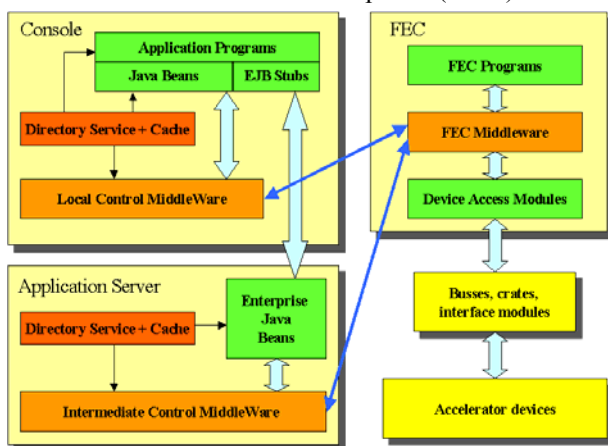 Console
Application Programs
Java Beans
EJB Stubs
Directory Service + Cache
Local Control MiddleWare
FEC
FEC Programs
FEC Middleware
Device Access Modules
Application Server
Enterprise
Java
Beans
Directory Service + Cache
Intermediate Control MiddleWare
Busses, crates,
interface modules
Accelerator devices